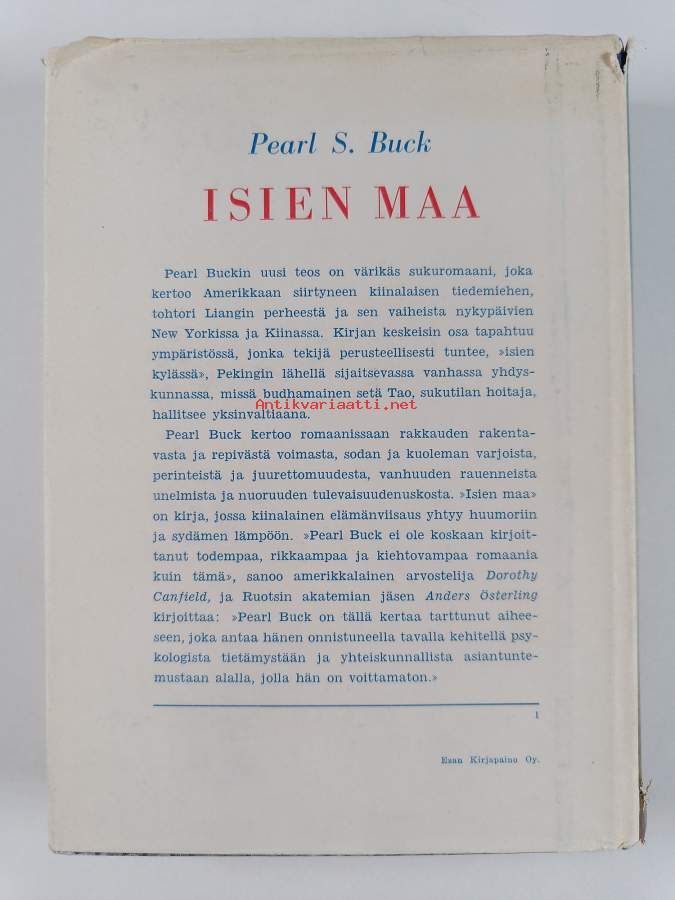 Pearl S. Buck
ISIEN MAA
Pearl Buckin uusi teos on värikäs sukuromaani, joka
kertoo Amerikkaan siirtyneen kiinalaisen tiedemiehen,
tohtori Liangin perheestä ja sen vaiheista nykypäivien
New Yorkissa ja Kiinassa. Kirjan keskeisin osa tapahtuu
ympäristössä, jonka tekijä perusteellisesti tuntee, »isien
kylässä», Pekingin lähellä sijaitsevassa vanhassa yhdys-
kunnassa, missä budhamainen setä Tao, sukutilan hoitaja,
Antikvariaatti.net
hallitsee yksinvaltiaana.
Pearl Buck kertoo romaanissaan rakkauden rakenta-
vasta ja repivästä voimasta, sodan ja kuoleman varjoista,
perinteistä ja juurettomuudesta, vanhuuden rauenneista
unelmista ja nuoruuden tulevaisuudenuskosta. »Isien maa»
on kirja, jossa kiinalainen elämänviisaus yhtyy huumoriin
ja sydämen lämpöön. »Pearl Buck ei ole koskaan kirjoit-
tanut todempaa, rikkaampaa ja kiehtovampaa romaania
kuin tämä», sanoo amerikkalainen arvostelija Dorothy
Canfield, ja Ruotsin akatemian jäsen Anders Österling
kirjoittaa: »Pearl Buck on tällä kertaa tarttunut aihee-
seen, joka antaa hänen onnistuneella tavalla kehitellä psy-
kologista tietämystään ja yhteiskunnallista asiantunte-
mustaan alalla, jolla hän on voittamaton.»
1
Esan Kirjapaino Oy.